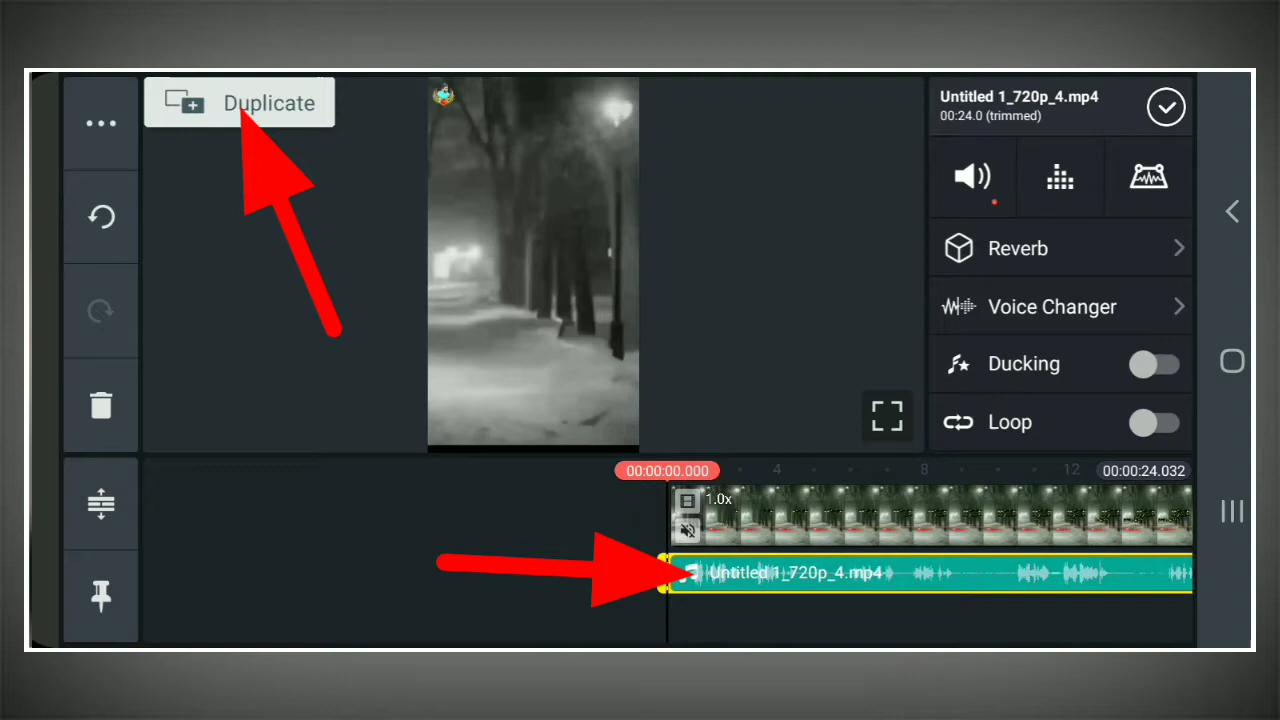 Duplicate
Untitled 1_720p_4.mp4
00:24.0 (trimmed)
Reverb
Voice Changer
Ducking
Loop
00:00:00.000
4
8
12
00:00:24.032
1.0x
Untitled 1_720p_4.mp4